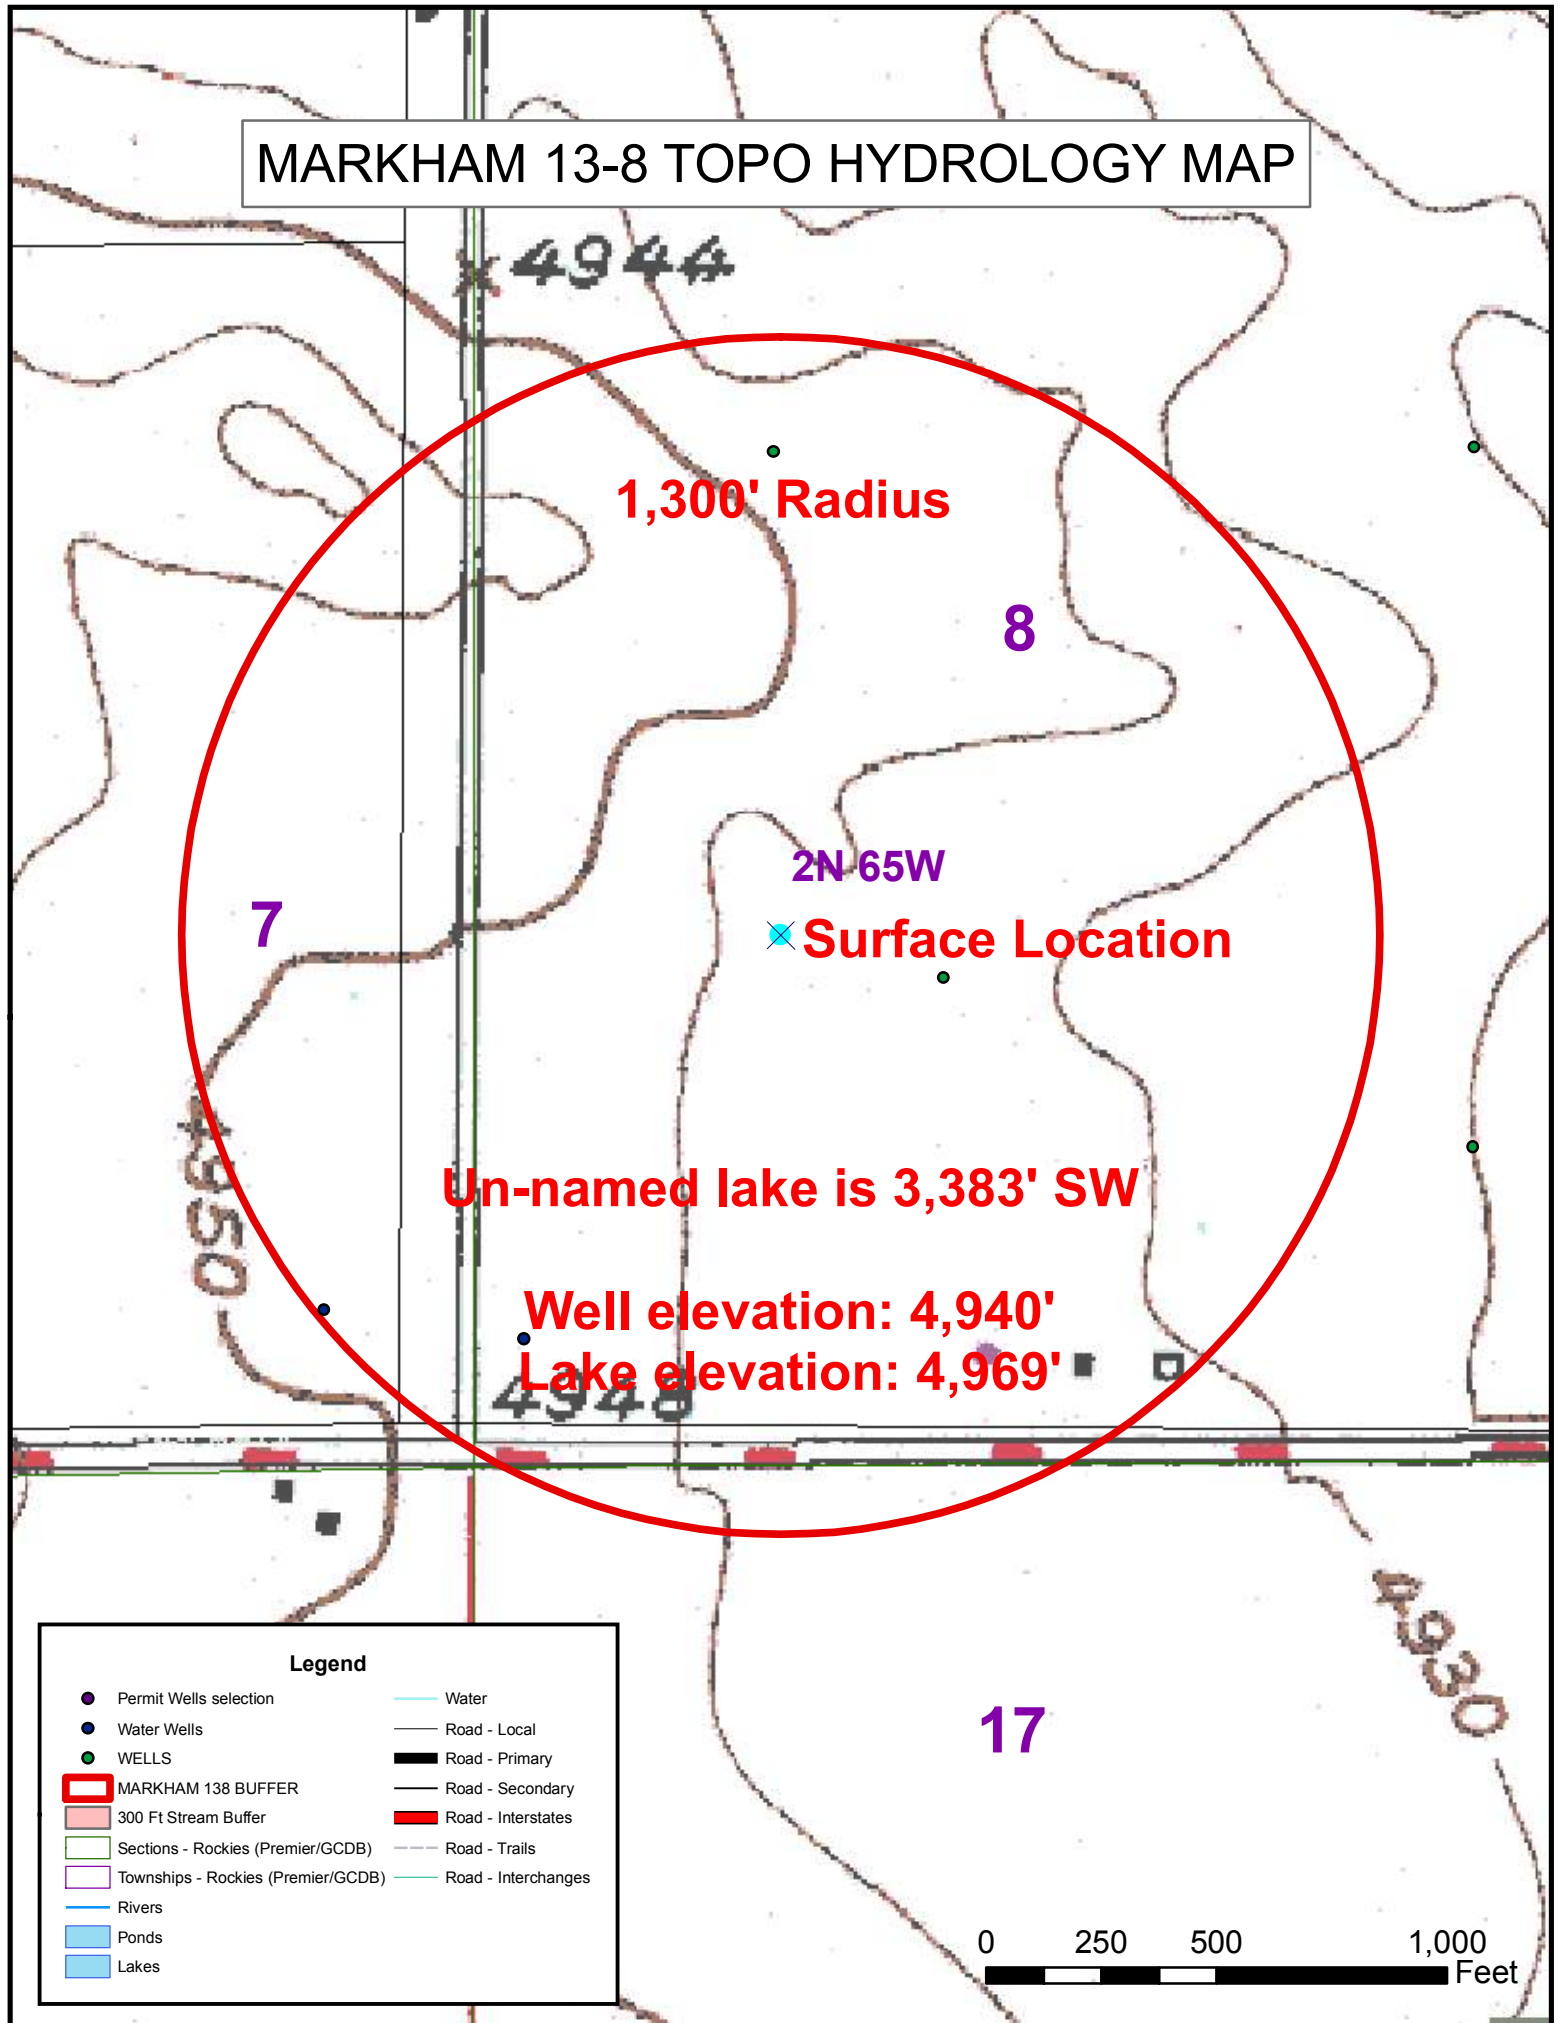 MARKHAM 13-8 TOPO HYDROLOGY MAP
4944
1,300' Radius
8
2N 65W
7
Surface Location
4950
Un-named lake is 3,383' SW
Well elevation: 4,940'
Lake elevation: 4,969'
4948
4930
17
Legend
Permit Wells selection
Water Wells
WELLS
MARKHAM 138 BUFFER
300 Ft Stream Buffer
Sections - Rockies (Premier/GCDB)
Townships - Rockies (Premier/GCDB)
Rivers
Ponds
Lakes
Water
Road - Local
Road - Primary
Road - Secondary
Road - Interstates
Road - Trails
Road - Interchanges
0 250 500 1,000
Feet